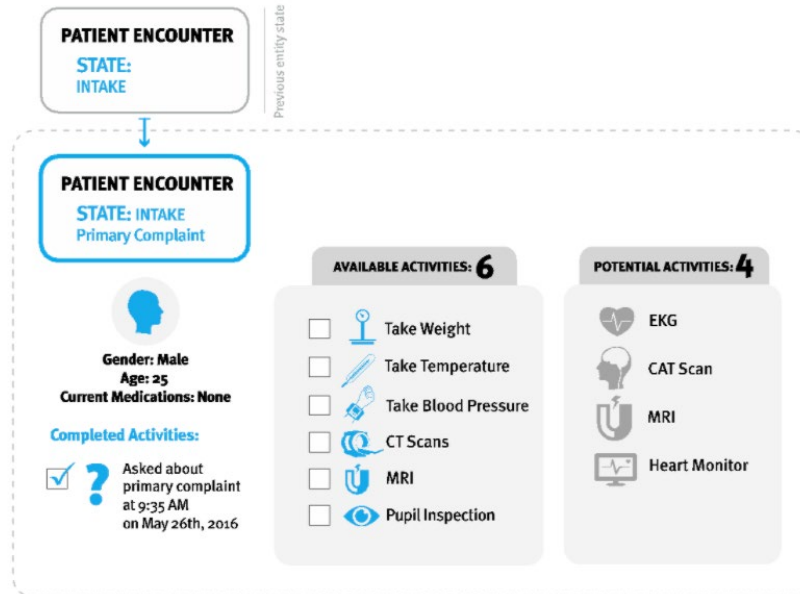 PATIENT ENCOUNTER
STATE:
INTAKE
Previous entity state
PATIENT ENCOUNTER
STATE: INTAKE
Primary Complaint
Gender: Male
Age: 25
Current Medications: None
Completed Activities:
?
Asked about
primary complaint
at 9:35 AM
on May 26th, 2016
AVAILABLE ACTIVITIES: 6
Take Weight
Take Temperature
Take Blood Pressure
CT Scans
MRI
Pupil Inspection
POTENTIAL ACTIVITIES: 4
EKG
CAT Scan
MRI
Heart Monitor